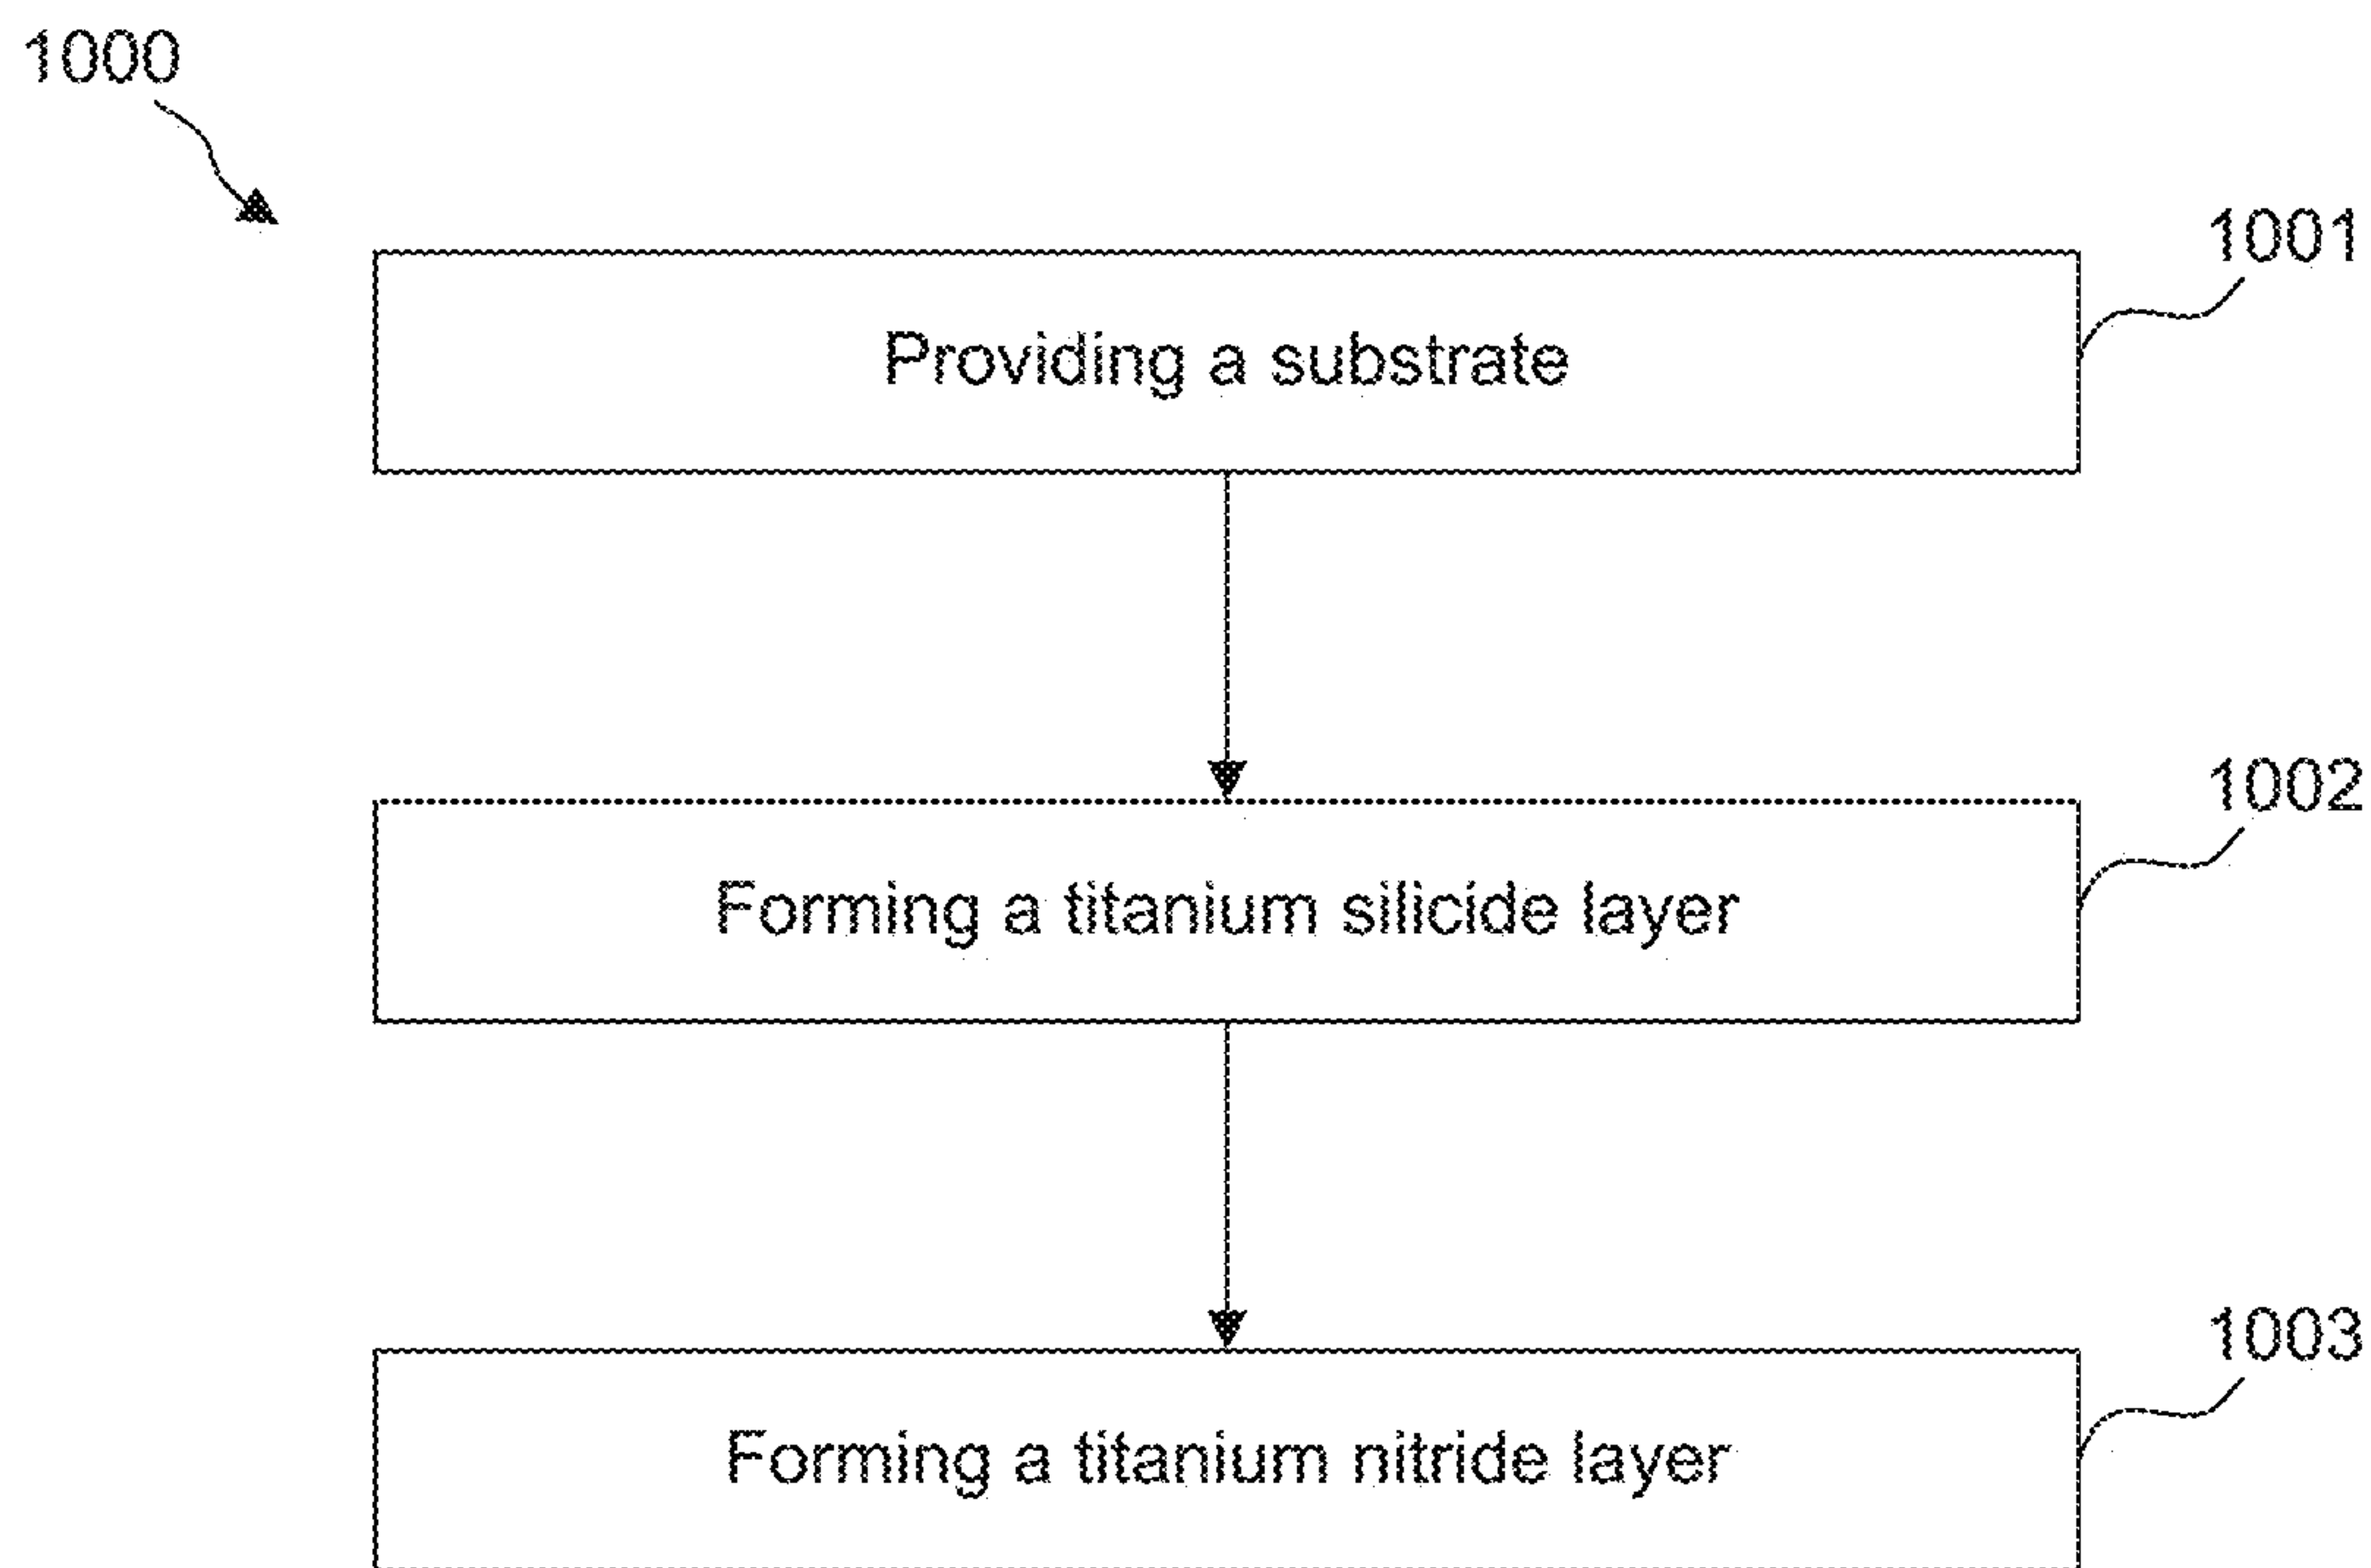 1000
1001
Providing a substrate
1002
Forming a titanium silicide layer
1003
Forming a titanium nitride layer